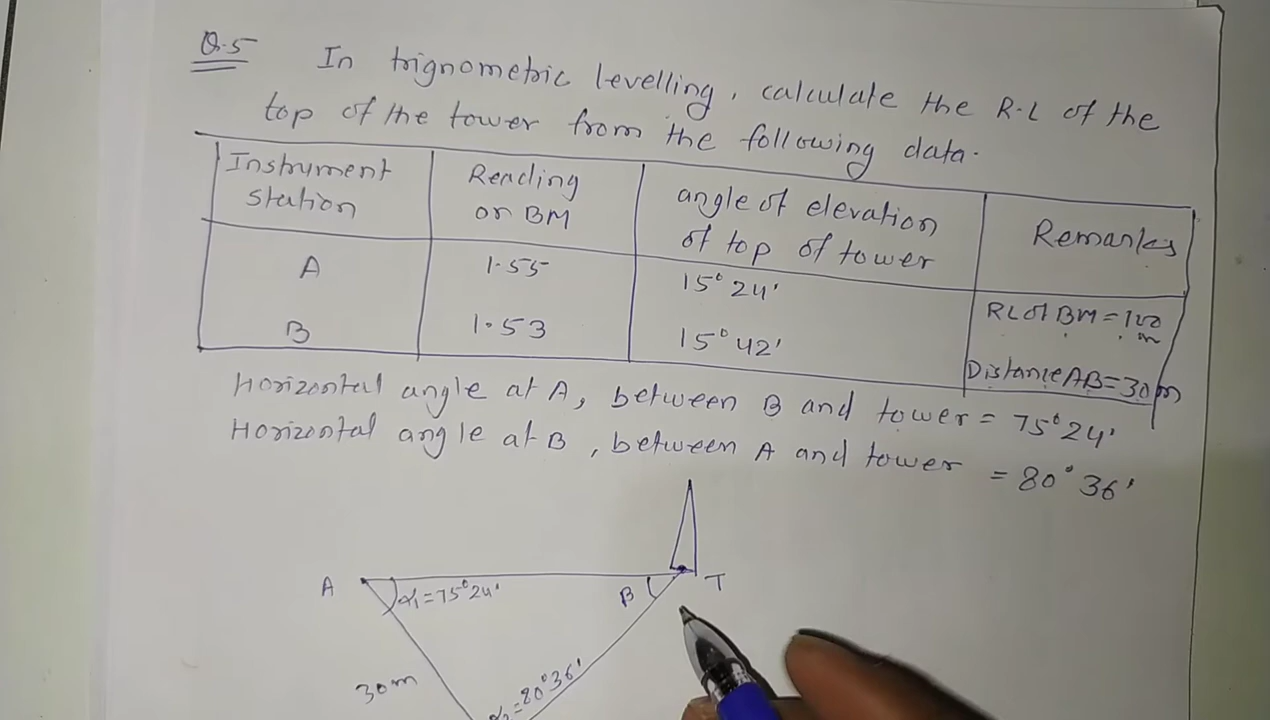 Q.5 In trignometric levelling, calculate the R.L of the
top of the tower from the following data.
Instrument Station
Reading on BM
angle of elevation of top of tower
Remarks
A
1.55
15° 24'
RL of BM = 100 m
B
1.53
15° 42'
Distance AB = 30 m
Horizontal angle at A, between B and tower = 75° 24'
Horizontal angle at B, between A and tower = 80° 36'
A
α₁ = 75° 24'
β
T
30m
α₂ = 80° 36'